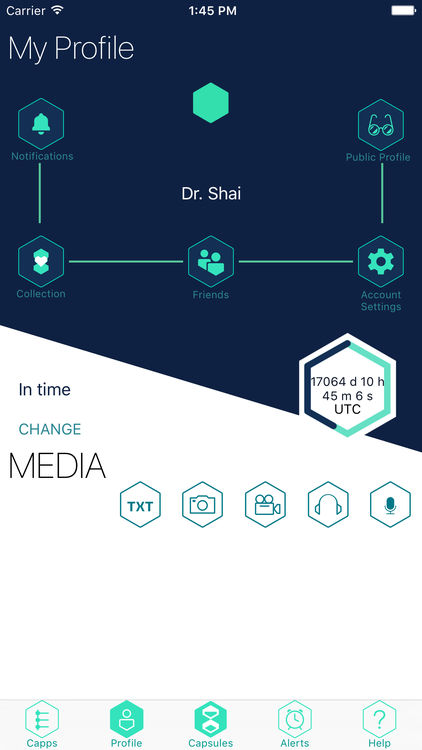 Carrier 1:45 PM
My Profile
Notifications
Public Profile
Dr. Shai
Collection
Friends
Account
Settings
17064 d 10 h
45 m 6 s
UTC
In time
CHANGE
MEDIA
TXT
Capps
Profile
Capsules
Alerts
Help